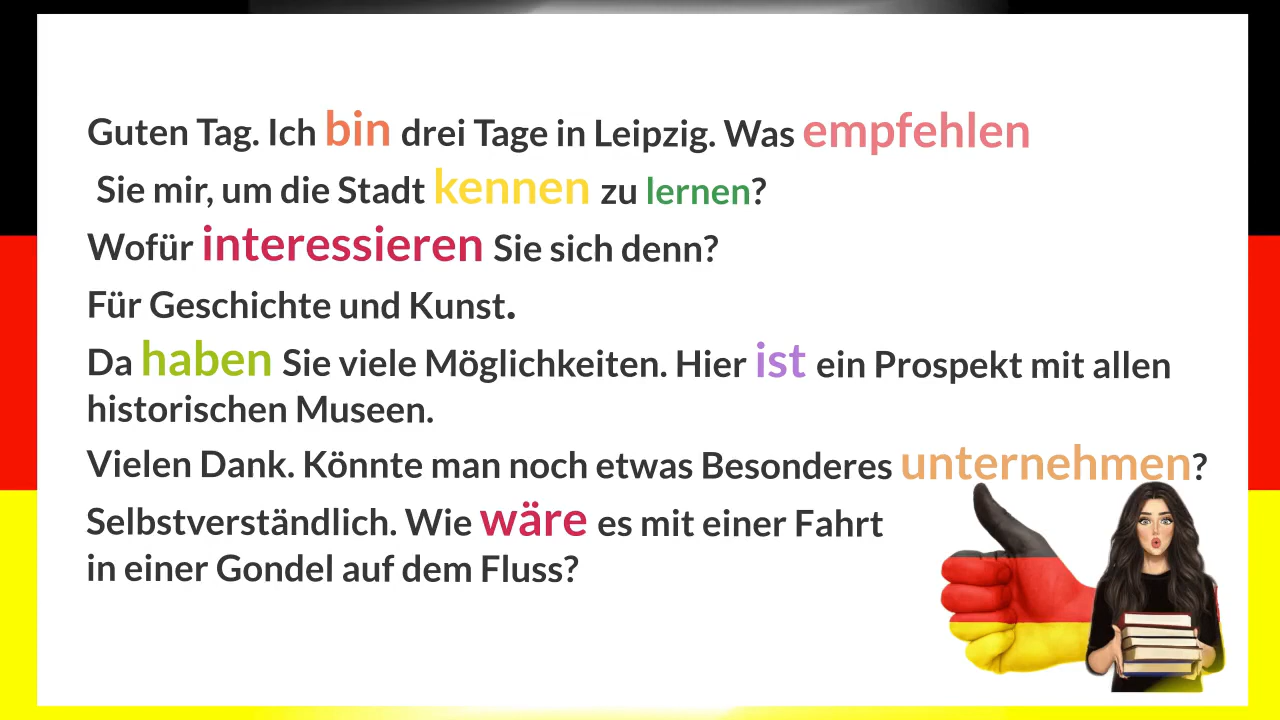 Guten Tag. Ich bin drei Tage in Leipzig. Was empfehlen
Sie mir, um die Stadt kennen zu lernen?
Wofür interessieren Sie sich denn?
Für Geschichte und Kunst.
Da haben Sie viele Möglichkeiten. Hier ist ein Prospekt mit allen
historischen Museen.
Vielen Dank. Könnte man noch etwas Besonderes unternehmen?
Selbstverständlich. Wie wäre es mit einer Fahrt
in einer Gondel auf dem Fluss?